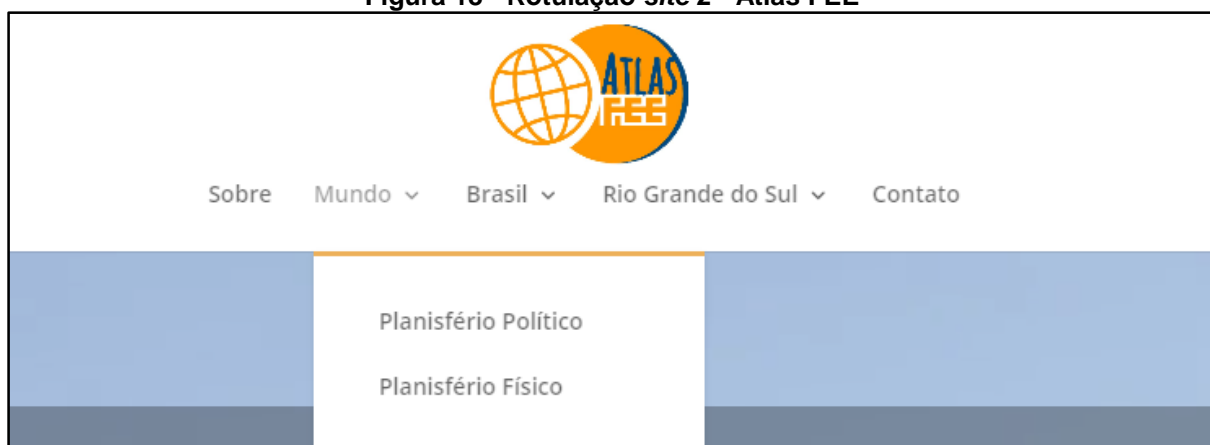 Figura 18 - Rotulação site 2 - Atlas FEE
ATLAS
FEE
Sobre Mundo Brasil Rio Grande do Sul Contato
Planisfério Político
Planisfério Físico